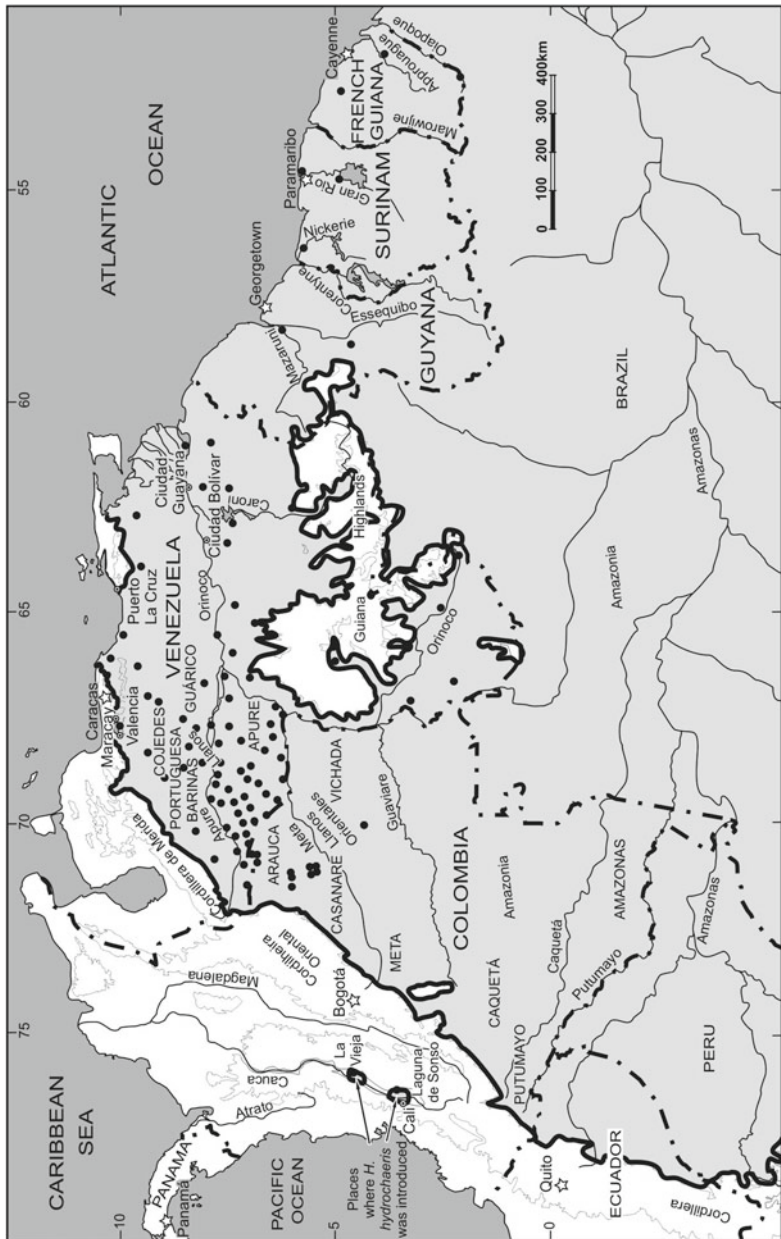 CARIBBEAN
SEA
ATLANTIC
OCEAN
PACIFIC
OCEAN
10
5
0
75
70
65
60
55
PANAMA
Panamá
Atrato
Cauca
Magdalena
La
Vieja
Laguna
de Sonso
Cali
Places
where H.
hydrochaeris
was introduced
Bogotá
Cordilheira
Oriental
Cordillera de Merida
Quito
ECUADOR
Cordillera
PERU
PUTUMAYO
Putumayo
CAQUETÁ
Caquetá
Amazonia
AMAZONAS
Amazonas
COLOMBIA
META
Guaviare
CASANARE
Meta
Llanos
Orientales
VICHADA
ARAUCA
Apure
APURE
Llanos
BARINAS
PORTUGUESA
COJEDES
GUÁRICO
VENEZUELA
Caracas
Maracay
Valencia
Puerto
La Cruz
Orinoco
Ciudad Bolivar
Ciudad
Guayana
Caroni
Guiana
Highlands
Orinoco
Amazonia
Amazonas
BRAZIL
Georgetown
Mazaruni
Essequibo
GUYANA
Corentyne
Nickerie
Paramaribo
Gran Rio
SURINAM
Marowijne
FRENCH
GUIANA
Cayenne
Approuague
Oiapoque
0 100 200 300 400km